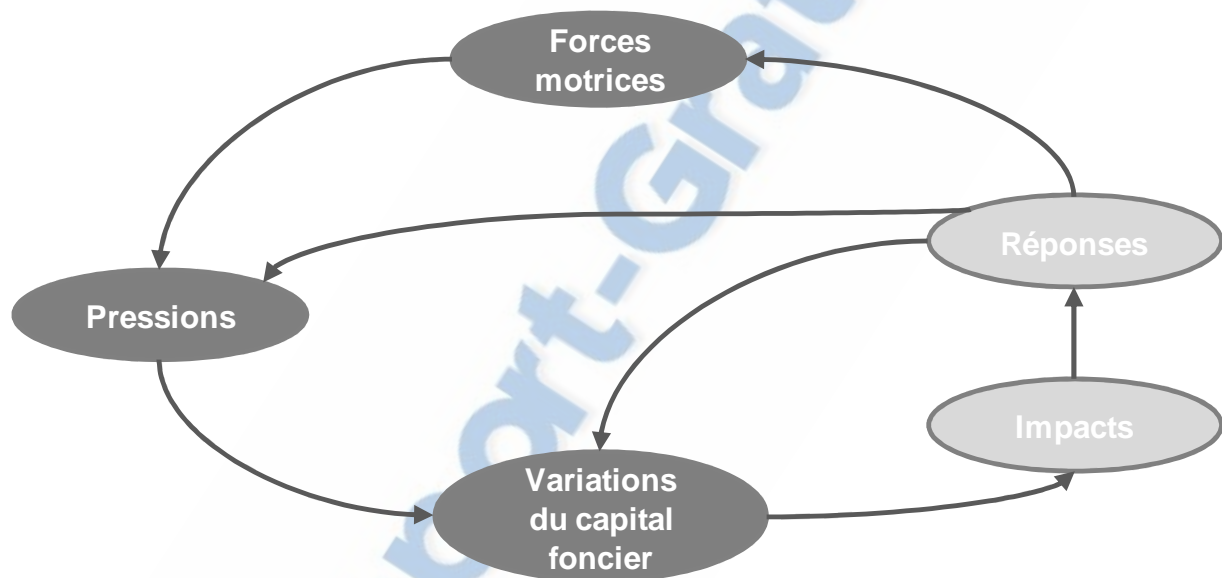 Forces
motrices
Réponses
Pressions
Impacts
Variations
du capital
foncier